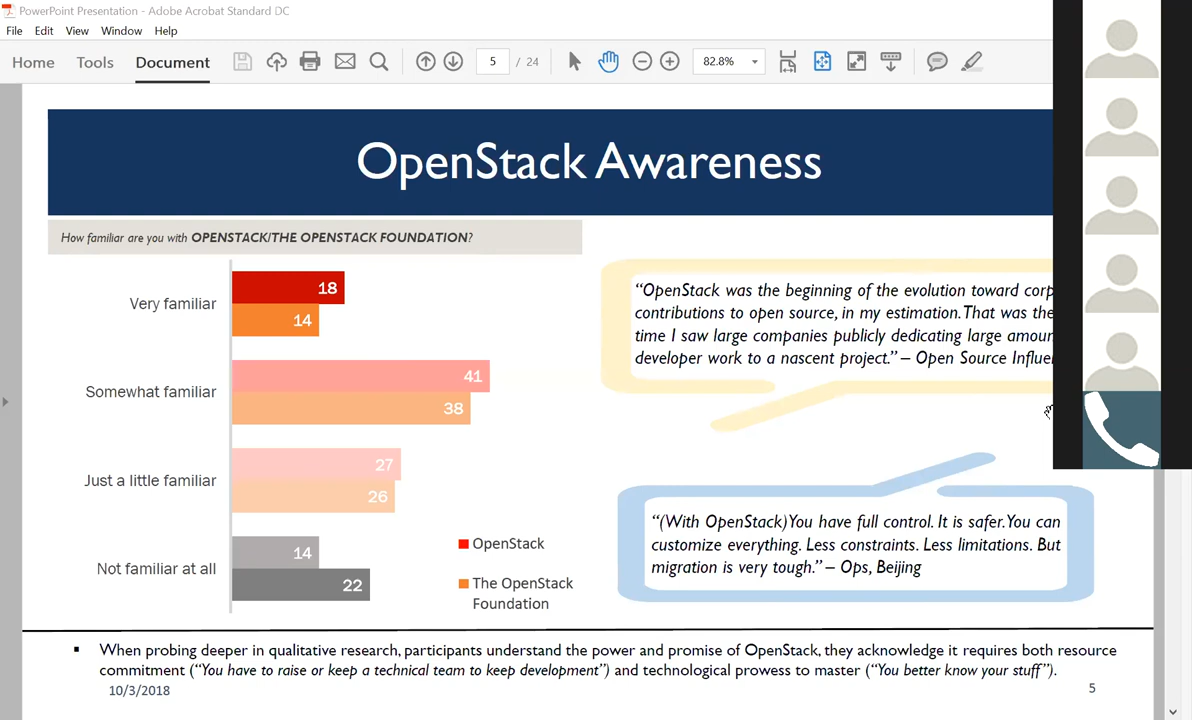 PowerPoint Presentation - Adobe Acrobat Standard DC
File Edit View Window Help
Home Tools Document 5 / 24 82.8%
OpenStack Awareness
How familiar are you with OPENSTACK/THE OPENSTACK FOUNDATION?
Very familiar
18
14
Somewhat familiar
41
38
Just a little familiar
27
26
Not familiar at all
14
22
OpenStack
The OpenStack
Foundation
“OpenStack was the beginning of the evolution toward corp
contributions to open source, in my estimation. That was the
time I saw large companies publicly dedicating large amoun
developer work to a nascent project.” – Open Source Influe
“(With OpenStack) You have full control. It is safer. You can
customize everything. Less constraints. Less limitations. But
migration is very tough.” – Ops, Beijing
▪ When probing deeper in qualitative research, participants understand the power and promise of OpenStack, they acknowledge it requires both resource
commitment (“You have to raise or keep a technical team to keep development”) and technological prowess to master (“You better know your stuff”).
10/3/2018
5